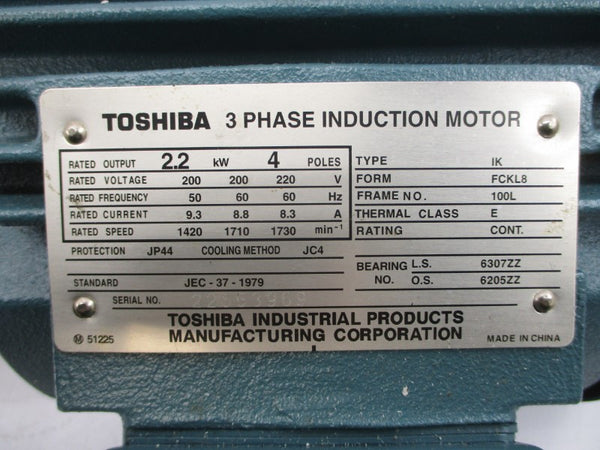 TOSHIBA 3 PHASE INDUCTION MOTOR
RATED OUTPUT 2.2 kW 4 POLES
RATED VOLTAGE 200 200 220 V
RATED FREQUENCY 50 60 60 Hz
RATED CURRENT 9.3 8.8 8.3 A
RATED SPEED 1420 1710 1730 min⁻¹
PROTECTION JP44 COOLING METHOD JC4
STANDARD JEC-37-1979
SERIAL NO.
TYPE IK
FORM FCKL8
FRAME NO. 100L
THERMAL CLASS E
RATING CONT.
BEARING L.S. 6307ZZ
NO. O.S. 6205ZZ
TOSHIBA INDUSTRIAL PRODUCTS
MANUFACTURING CORPORATION
Ⓜ 51225
MADE IN CHINA